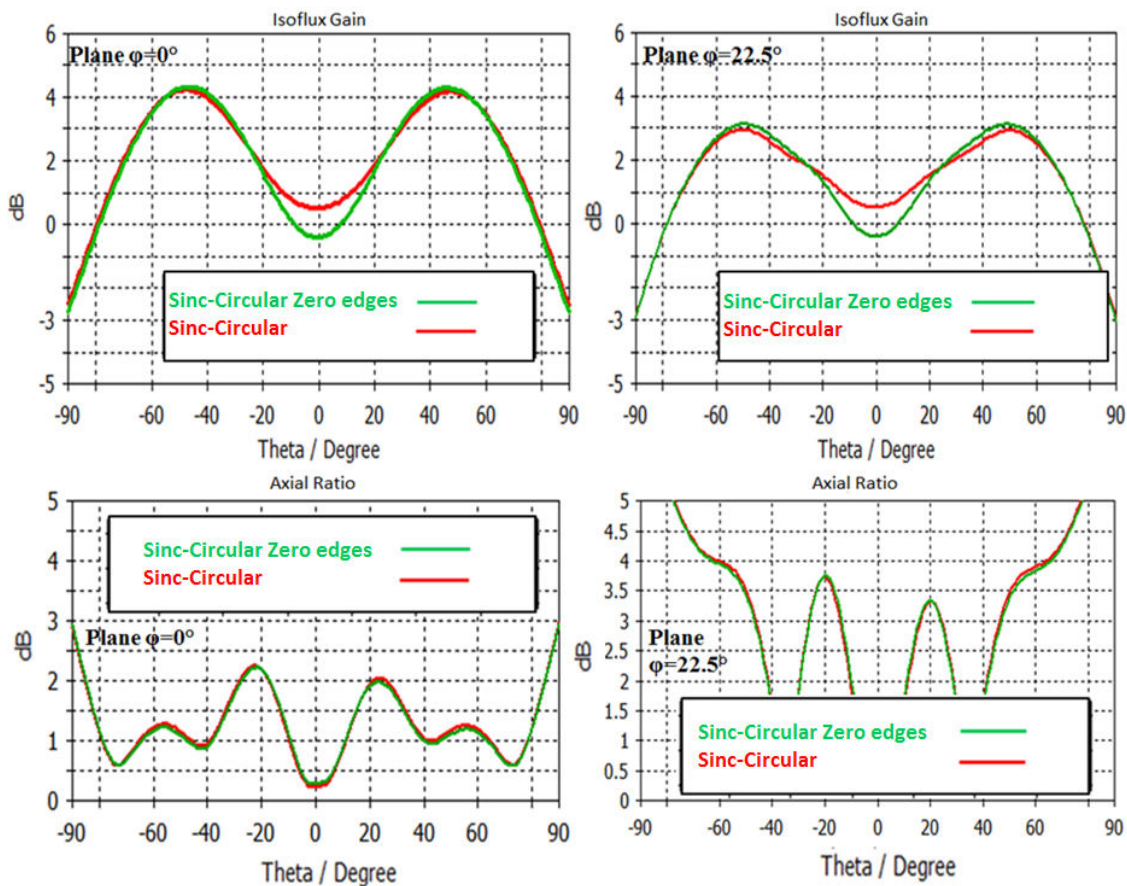 Isoflux Gain
Plane φ=0°
6
4
2
0
-3
-5
dB
Sinc-Circular Zero edges
Sinc-Circular
-90 -60 -40 -20 0 20 40 60 90
Theta / Degree
Isoflux Gain
Plane φ=22.5°
6
4
2
0
-3
-5
dB
Sinc-Circular Zero edges
Sinc-Circular
-90 -60 -40 -20 0 20 40 60 90
Theta / Degree
Axial Ratio
5
4
3
2
1
0
dB
Sinc-Circular Zero edges
Sinc-Circular
Plane φ=0°
-90 -60 -40 -20 0 20 40 60 90
Theta / Degree
Axial Ratio
5
4.5
4
3.5
3
2.5
2
1.5
1
0.5
0
dB
Plane
φ=22.5°
Sinc-Circular Zero edges
Sinc-Circular
-90 -60 -40 -20 0 20 40 60 90
Theta / Degree